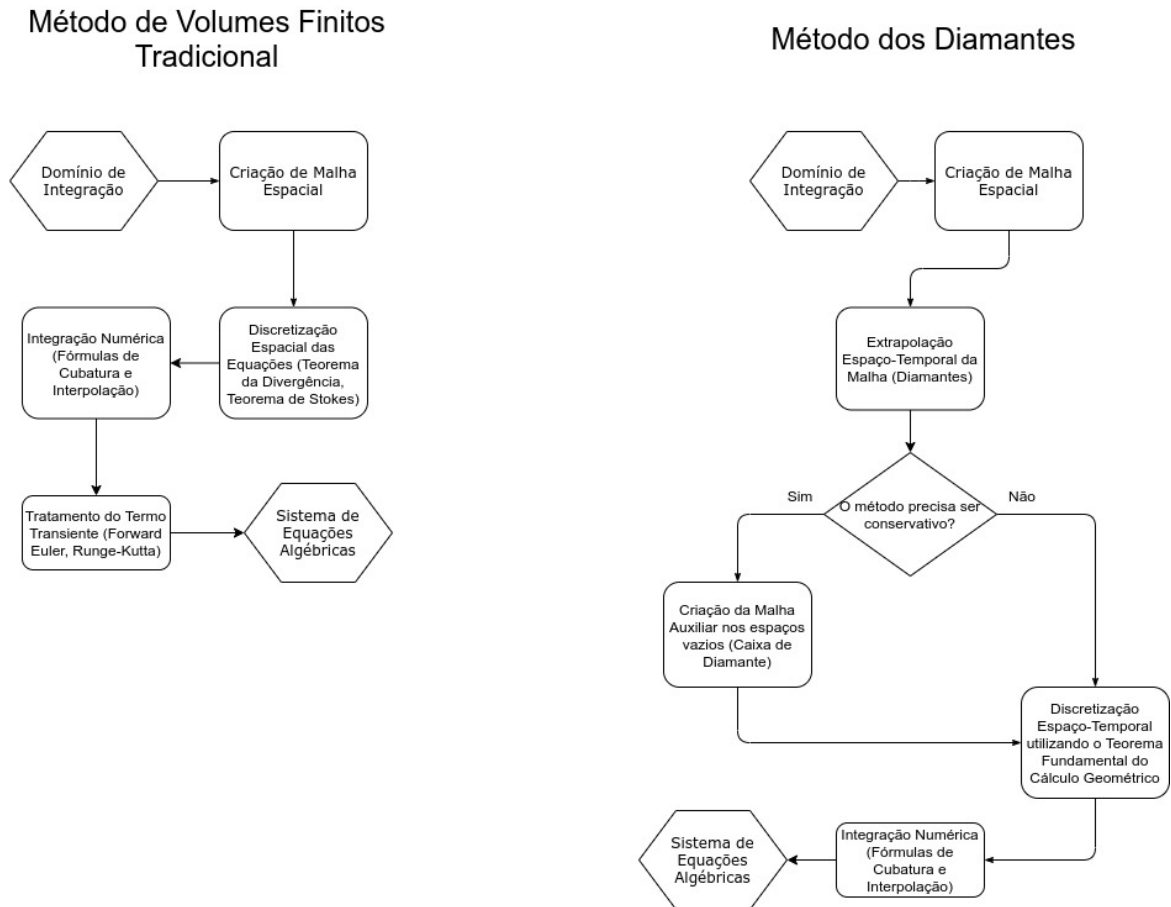 Método de Volumes Finitos
Tradicional
Domínio de
Integração
Criação de Malha
Espacial
Discretização
Espacial das
Equações (Teorema
da Divergência,
Teorema de Stokes)
Integração Numérica
(Fórmulas de
Cubatura e
Interpolação)
Tratamento do Termo
Transiente (Forward
Euler, Runge-Kutta)
Sistema de
Equações
Algébricas
Método dos Diamantes
Domínio de
Integração
Criação de Malha
Espacial
Extrapolação
Espaço-Temporal da
Malha (Diamantes)
O método precisa ser
conservativo?
Sim
Não
Criação da Malha
Auxiliar nos espaços
vazios (Caixa de
Diamante)
Discretização
Espaço-Temporal
utilizando o Teorema
Fundamental do
Cálculo Geométrico
Integração Numérica
(Fórmulas de
Cubatura e
Interpolação)
Sistema de
Equações
Algébricas